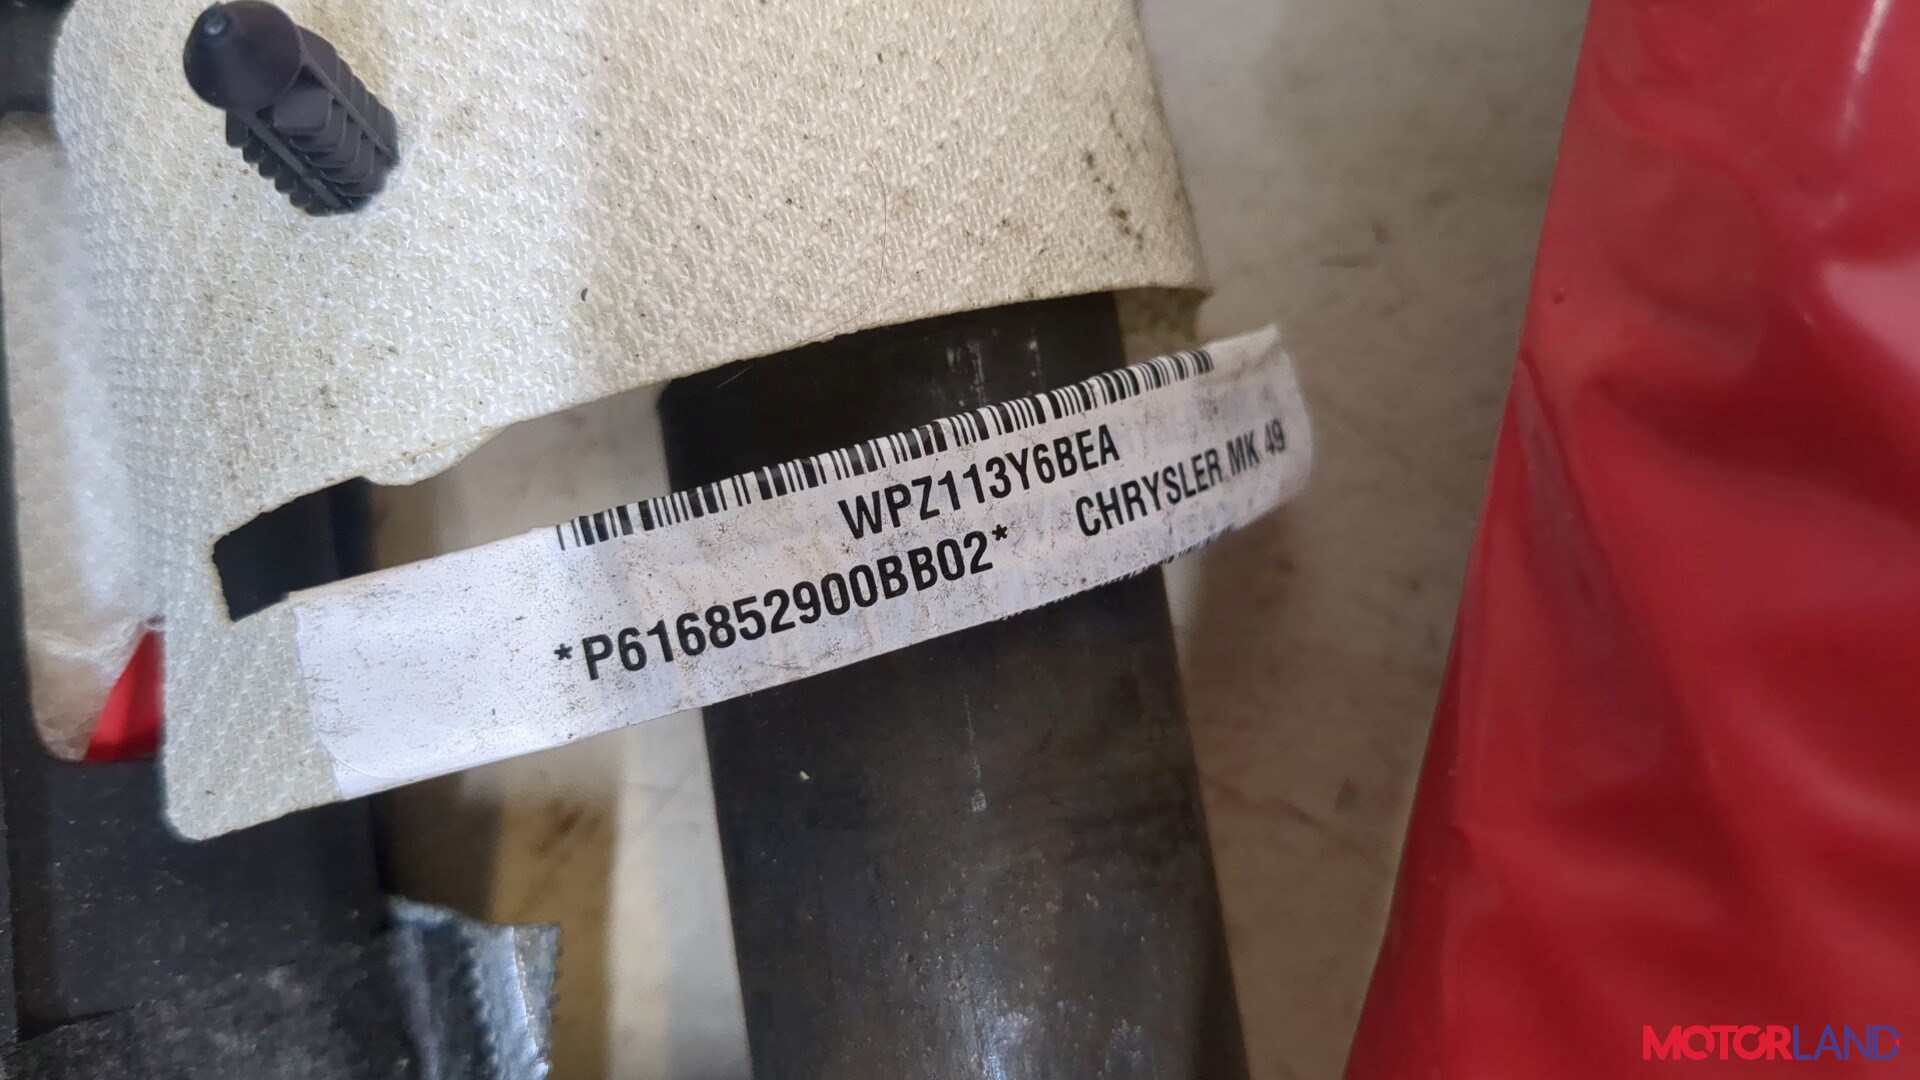 WPZ113Y6BEA
*P616852900BB02* CHRYSLER MK 49
MOTORLAND